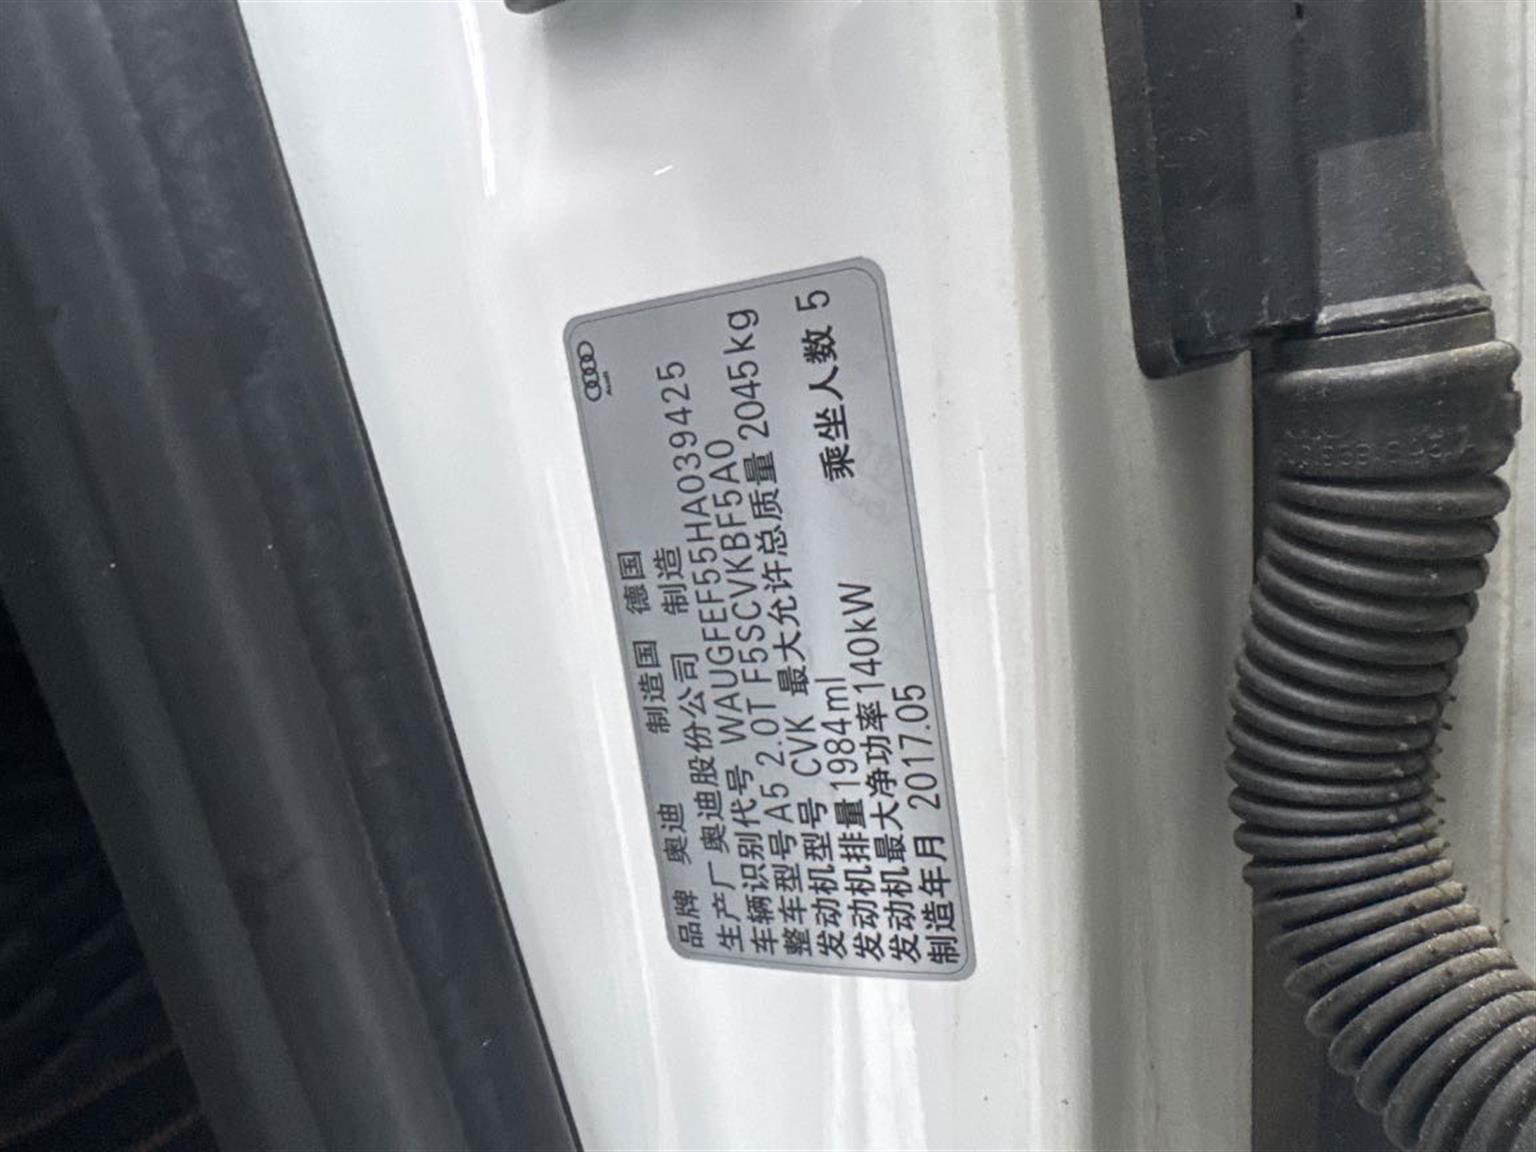 Audi
品牌 奥迪 制造国 德国
生产厂 奥迪股份公司 制造
车辆识别代号 WAUGFEF55HA039425
整车型号 A5 2.0T F5SCVKBF5A0
发动机型号 CVK 最大允许总质量 2045kg
发动机排量 1984ml
发动机最大净功率 140kW 乘坐人数 5
制造年月 2017.05